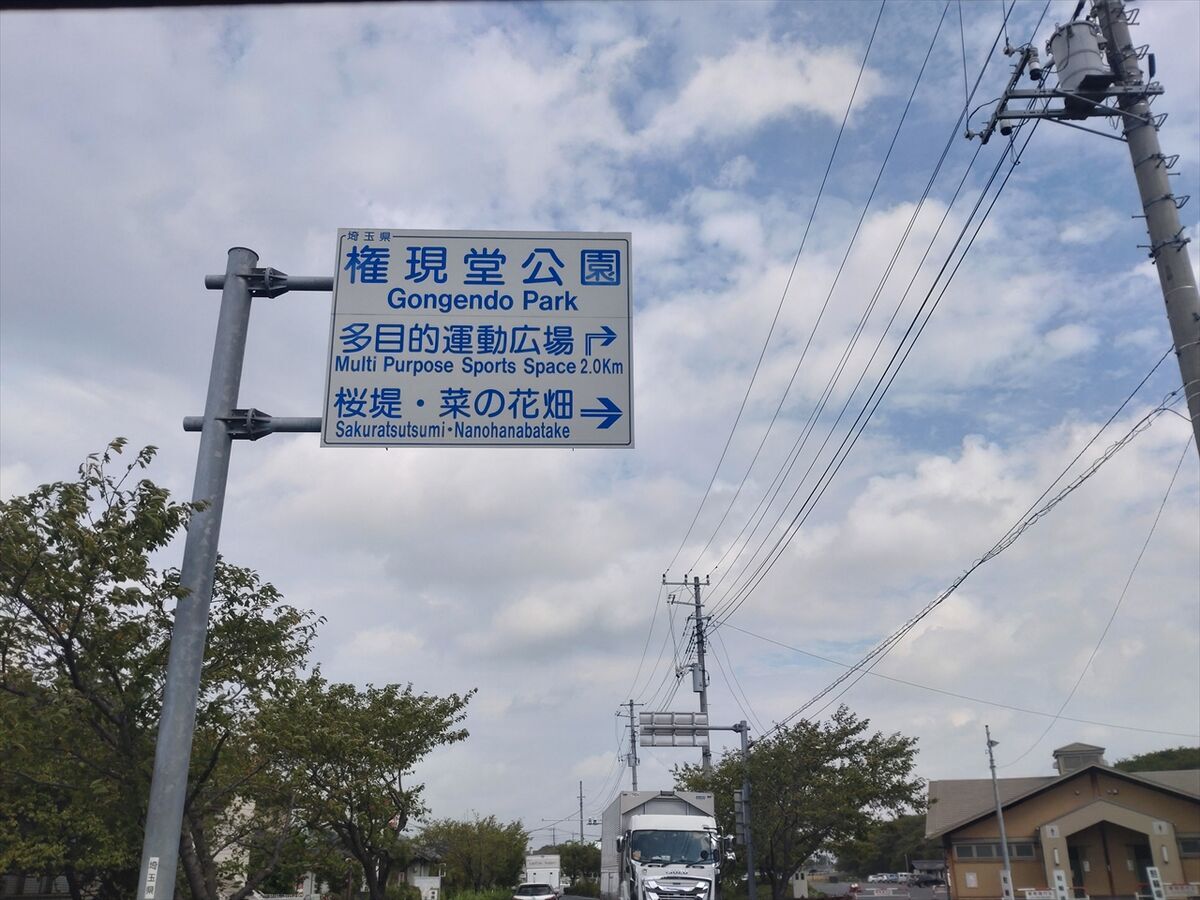 埼玉県
権現堂公園
Gongendo Park
多目的運動広場
Multi Purpose Sports Space 2.0Km
桜堤・菜の花畑
Sakuratsutsumi・Nanohanabatake
埼玉県